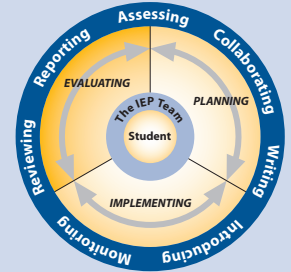 Assessing
Collaborating
Writing
Introducing
Monitoring
Reviewing
Reporting
EVALUATING
PLANNING
IMPLEMENTING
The IEP Team
Student